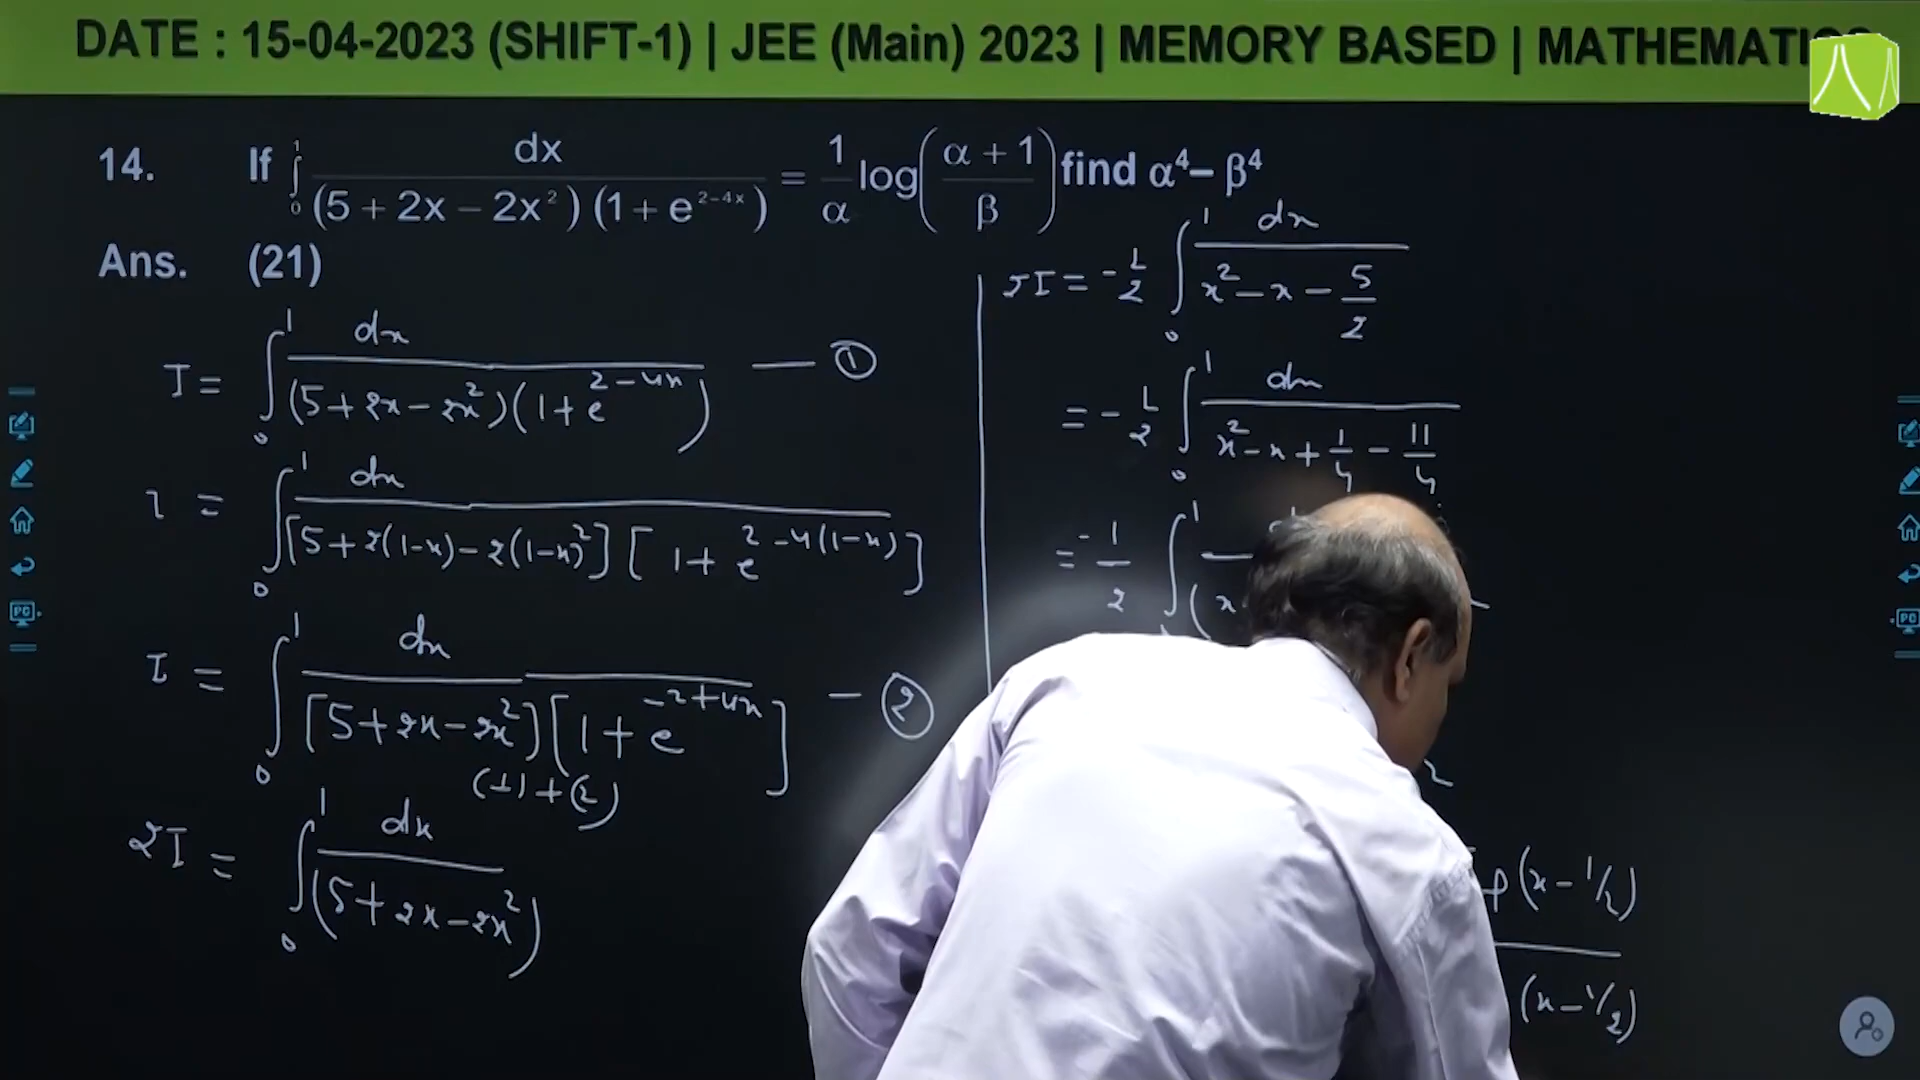 DATE : 15-04-2023 (SHIFT-1) | JEE (Main) 2023 | MEMORY BASED | MATHEMATICS
14. If ∫₀¹ dx / (5 + 2x – 2x²)(1 + e^(2–4x)) = 1/α log((α + 1)/β) find α⁴– β⁴
Ans. (21)
I = ∫₀¹ dx / (5+2x–2x²)(1+e^(2–4x)) — ①
I = ∫₀¹ dx / [5+2(1–x)–2(1–x)²][1+e^(2–4(1–x))]
I = ∫₀¹ dx / [5+2x–2x²][1+e^(–2+4x)] – ②
(1)+(2)
2I = ∫₀¹ dx / (5+2x–2x²)
2I = –1/2 ∫₀¹ dx / x²–x–5/2
= –1/2 ∫₀¹ dx / x²–x+1/4–11/4
= –1/2 ∫₀¹
(x–1/2)
(x–1/2)
PC
PC